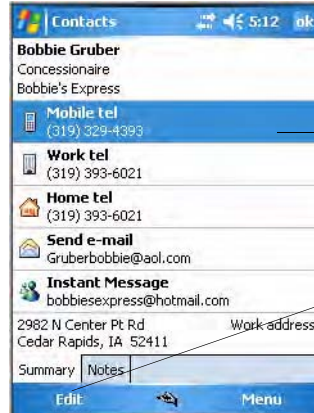 Contacts 5:12 ok
Bobbie Gruber
Concessionaire
Bobbie's Express
Mobile tel
(319) 329-4393
Work tel
(319) 393-6021
Home tel
(319) 393-6021
Send e-mail
Gruberbobbie@aol.com
Instant Message
bobbiesexpress@hotmail.com
2982 N Center Pt Rd Work address
Cedar Rapids, IA 52411
Summary Notes
Edit Menu